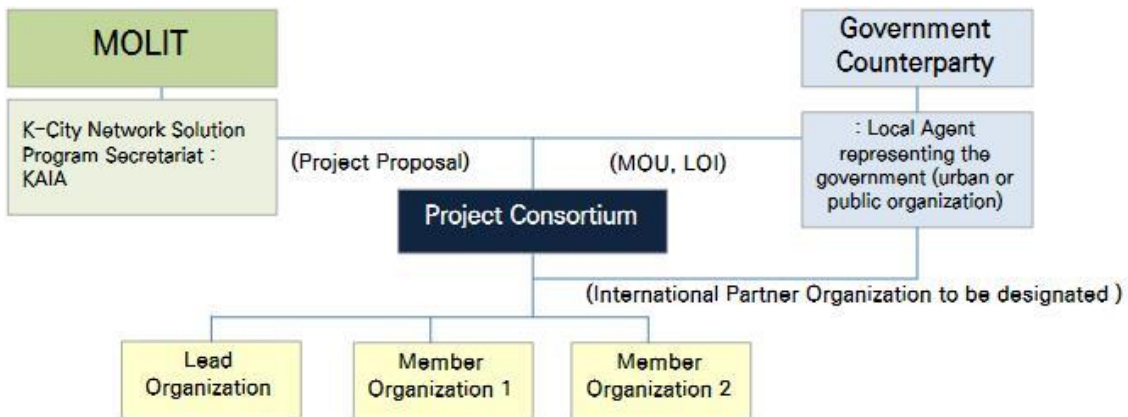 MOLIT
K-City Network Solution
Program Secretariat :
KAIA
Government
Counterparty
: Local Agent
representing the
government (urban or
public organization)
(Project Proposal)
(MOU, LOI)
Project Consortium
(International Partner Organization to be designated )
Lead
Organization
Member
Organization 1
Member
Organization 2